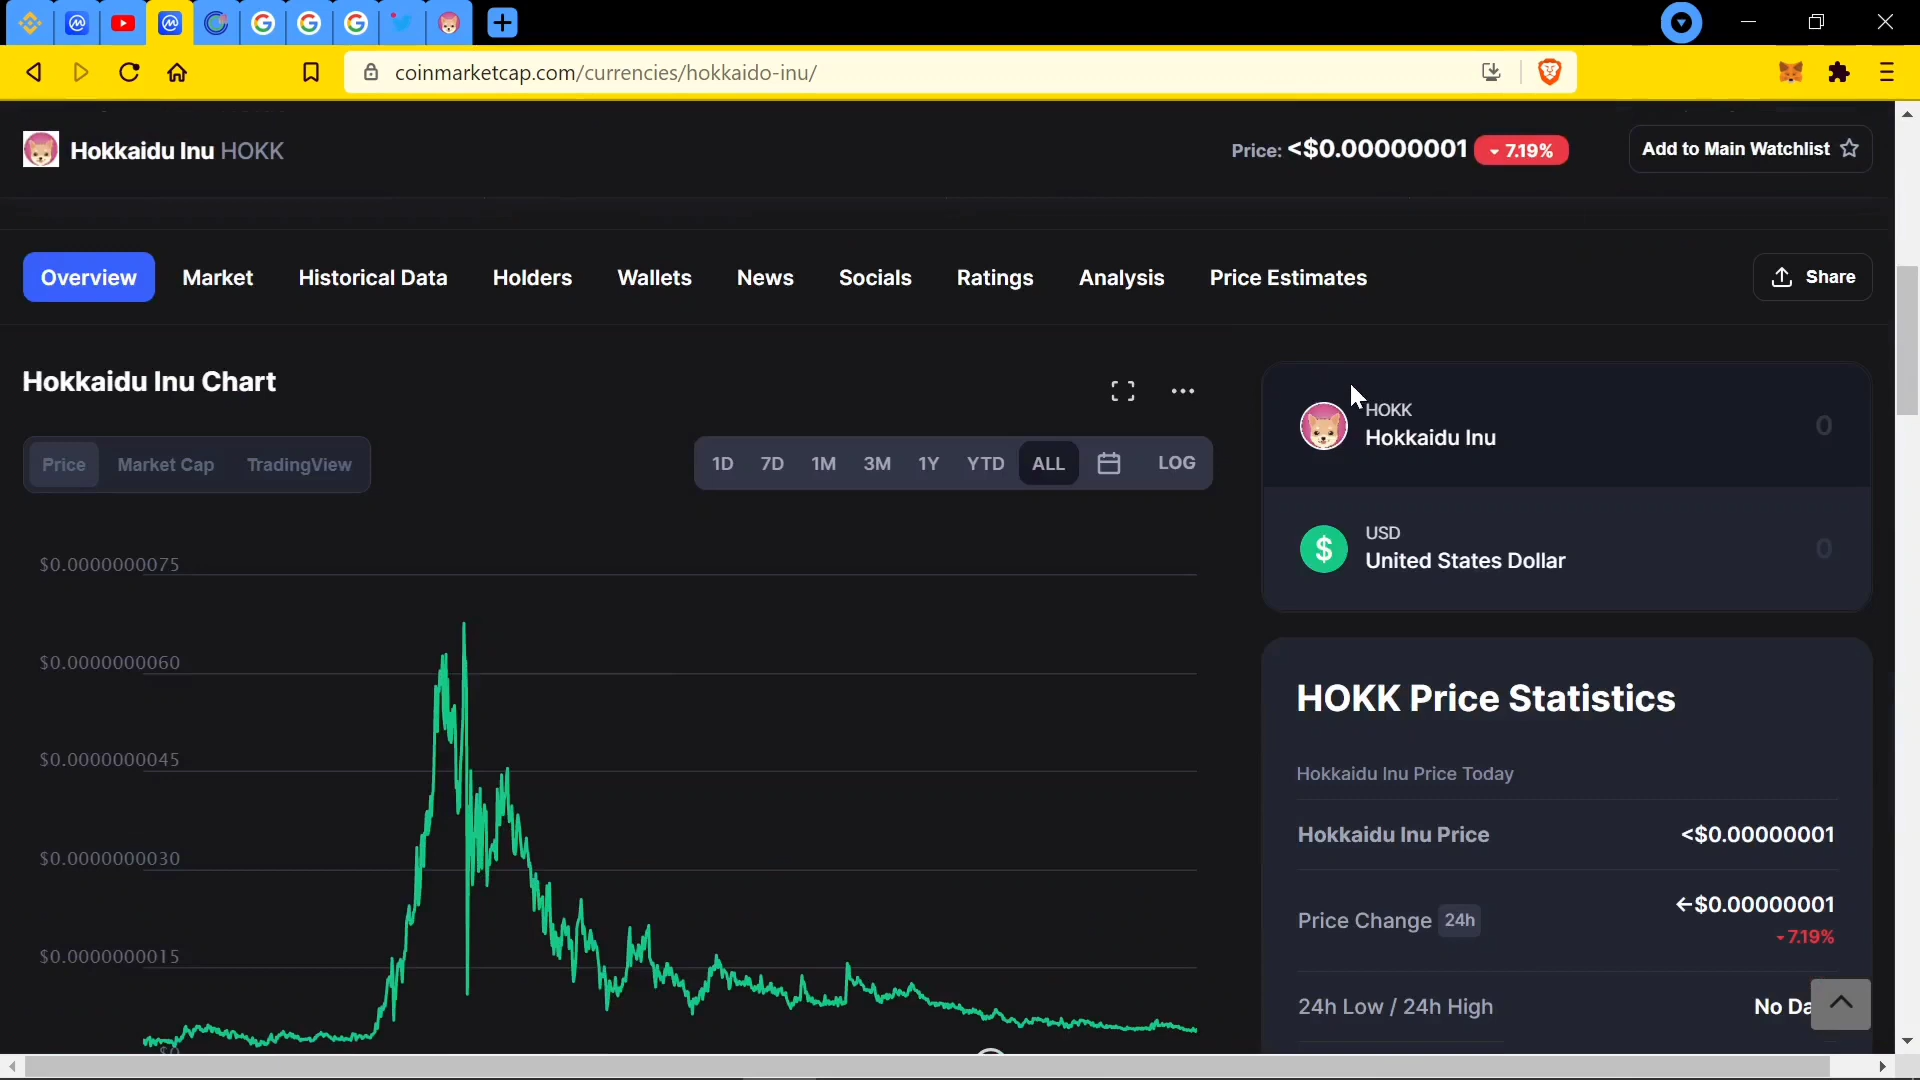 coinmarketcap.com/currencies/hokkaido-inu/
Hokkaidu Inu HOKK
Price: <$0.00000001 7.19%
Add to Main Watchlist
Overview Market Historical Data Holders Wallets News Socials Ratings Analysis Price Estimates
Share
Hokkaidu Inu Chart
Price Market Cap TradingView
1D 7D 1M 3M 1Y YTD ALL LOG
$0.0000000075
$0.0000000060
$0.0000000045
$0.0000000030
$0.0000000015
$0
HOKK
Hokkaidu Inu
0
USD
United States Dollar
0
$
HOKK Price Statistics
Hokkaidu Inu Price Today
Hokkaidu Inu Price <$0.00000001
Price Change 24h <-$0.00000001
7.19%
24h Low / 24h High No Da